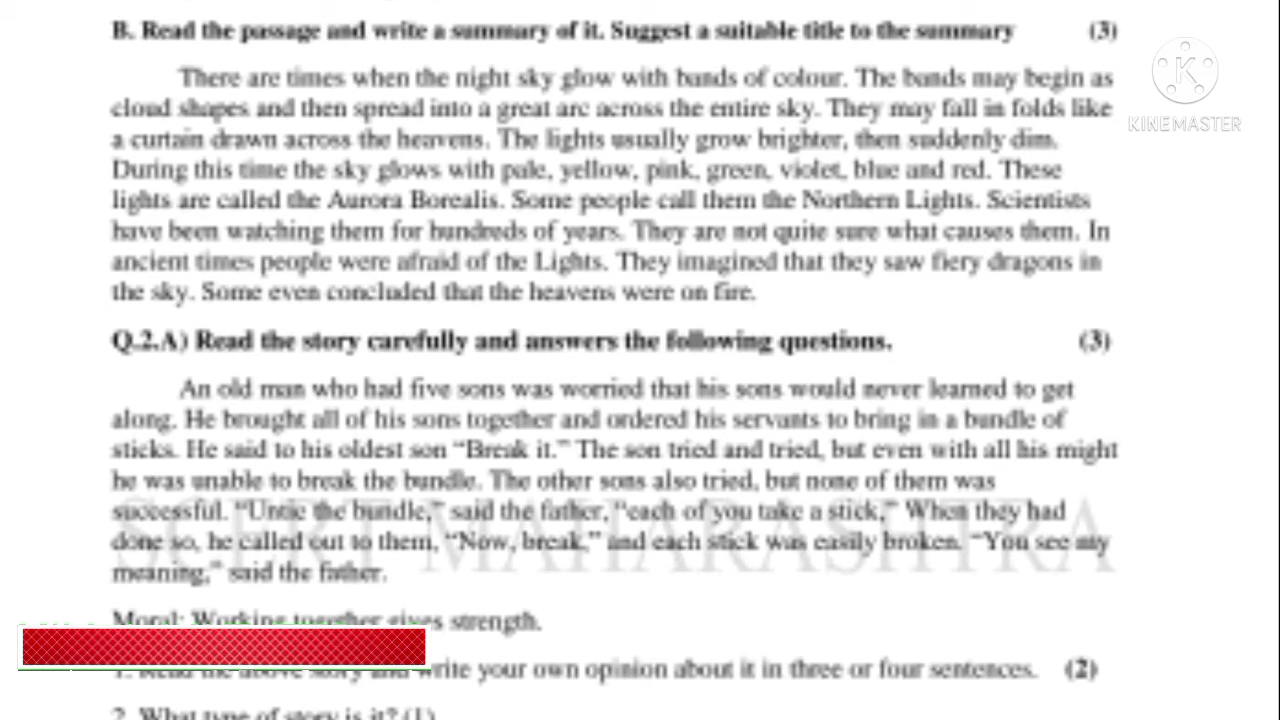 B. Read the passage and write a summary of it. Suggest a suitable title to the summary (3)
KINEMASTER
There are times when the night sky glow with bands of colour. The bands may begin as
cloud shapes and then spread into a great arc across the entire sky. They may fall in folds like
a curtain drawn across the heavens. The lights usually grow brighter, then suddenly dim.
During this time the sky glows with pale, yellow, pink, green, violet, blue and red. These
lights are called the Aurora Borealis. Some people call them the Northern Lights. Scientists
have been watching them for hundreds of years. They are not quite sure what causes them. In
ancient times people were afraid of the Lights. They imagined that they saw fiery dragons in
the sky. Some even concluded that the heavens were on fire.
Q.2.A) Read the story carefully and answers the following questions. (3)
An old man who had five sons was worried that his sons would never learned to get
along. He brought all of his sons together and ordered his servants to bring in a bundle of
sticks. He said to his oldest son “Break it.” The son tried and tried, but even with all his might
he was unable to break the bundle. The other sons also tried, but none of them was
successful. “Untie the bundle,” said the father, “each of you take a stick,” When they had
done so, he called out to them, “Now, break,” and each stick was easily broken. “You see my
meaning,” said the father.
SCERT MAHARASHTRA
Moral: Working together gives strength.
1. Read the above story and write your own opinion about it in three or four sentences. (2)
2. What type of story is it? (1)